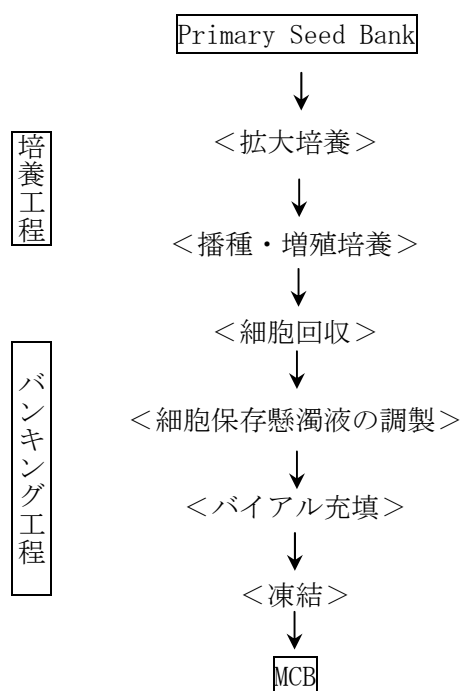 Primary Seed Bank
培養工程
＜拡大培養＞
＜播種・増殖培養＞
＜細胞回収＞
バンキング工程
＜細胞保存懸濁液の調製＞
＜バイアル充填＞
＜凍結＞
MCB